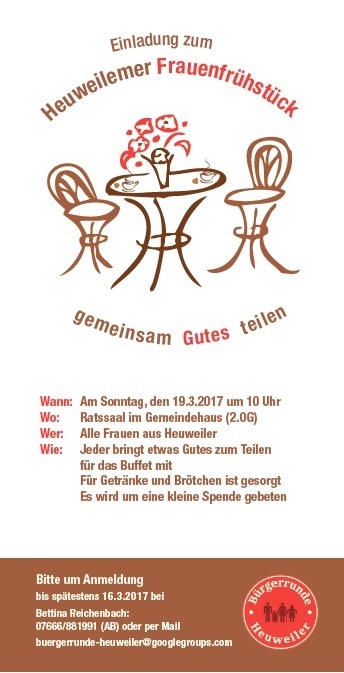 Einladung zum
Heuweilemer Frauenfrühstück
gemeinsam Gutes teilen
Wann: Am Sonntag, den 19.3.2017 um 10 Uhr
Wo: Ratssaal im Gemeindehaus (2.OG)
Wer: Alle Frauen aus Heuweiler
Wie: Jeder bringt etwas Gutes zum Teilen
für das Buffet mit
Für Getränke und Brötchen ist gesorgt
Es wird um eine kleine Spende gebeten
Bitte um Anmeldung
bis spätestens 16.3.2017 bei
Bettina Reichenbach:
07666/881991 (AB) oder per Mail
buergerrunde-heuweiler@googlegroups.com
Bürgerrunde
Heuweiler